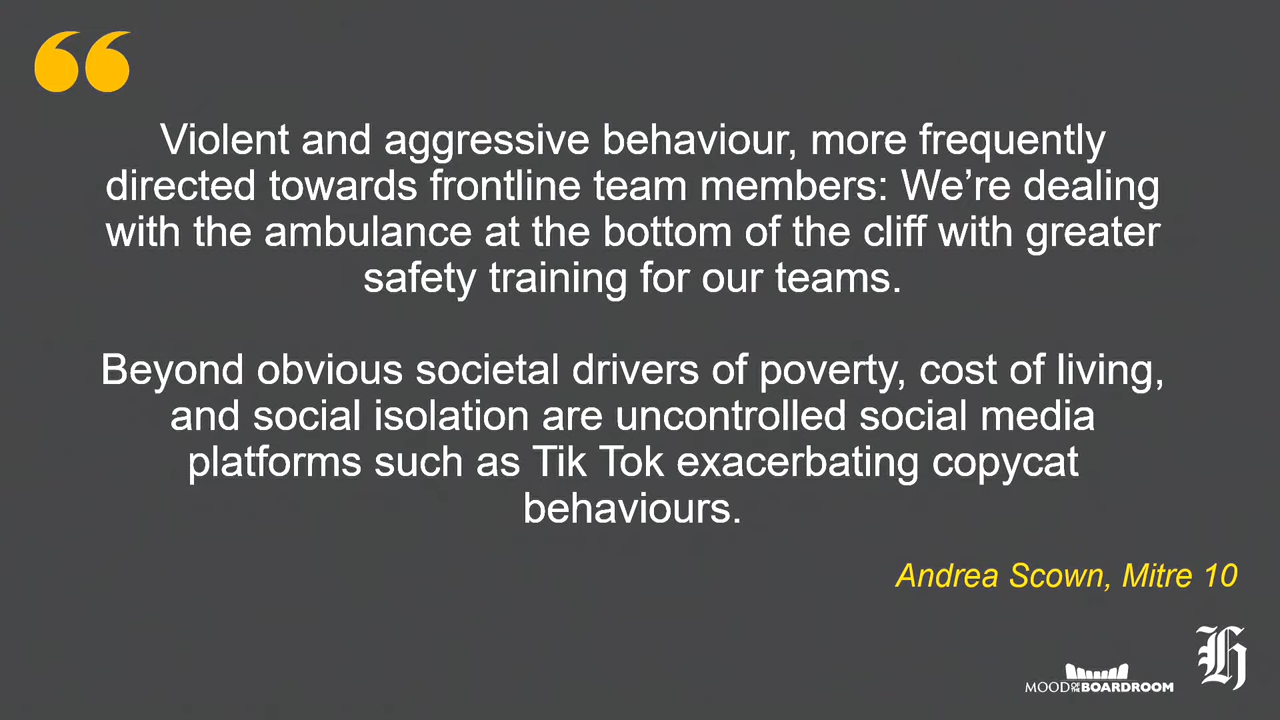 Violent and aggressive behaviour, more frequently
directed towards frontline team members: We’re dealing
with the ambulance at the bottom of the cliff with greater
safety training for our teams.
Beyond obvious societal drivers of poverty, cost of living,
and social isolation are uncontrolled social media
platforms such as Tik Tok exacerbating copycat
behaviours.
Andrea Scown, Mitre 10
MOOD OF THE BOARDROOM
H